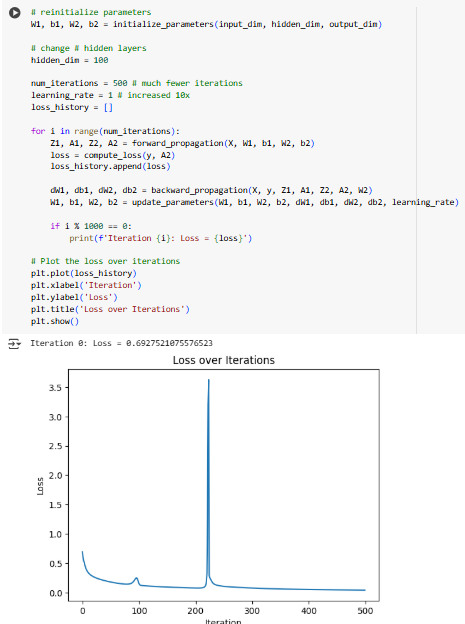 # reinitialize parameters
W1, b1, W2, b2 = initialize_parameters(input_dim, hidden_dim, output_dim)
# change # hidden layers
hidden_dim = 100
num_iterations = 500 # much fewer iterations
learning_rate = 1 # increased 10x
loss_history = []
for i in range(num_iterations):
Z1, A1, Z2, A2 = forward_propagation(X, W1, b1, W2, b2)
loss = compute_loss(y, A2)
loss_history.append(loss)
dW1, db1, dW2, db2 = backward_propagation(X, y, Z1, A1, Z2, A2, W2)
W1, b1, W2, b2 = update_parameters(W1, b1, W2, b2, dW1, db1, dW2, db2, learning_rate)
if i % 1000 == 0:
print(f'Iteration {i}: Loss = {loss}')
# Plot the loss over iterations
plt.plot(loss_history)
plt.xlabel('Iteration')
plt.ylabel('Loss')
plt.title('Loss over Iterations')
plt.show()
Iteration 0: Loss = 0.6927521075576523
Loss over Iterations
3.5
3.0
2.5
2.0
1.5
1.0
0.5
0.0
Loss
0 100 200 300 400 500
Iteration